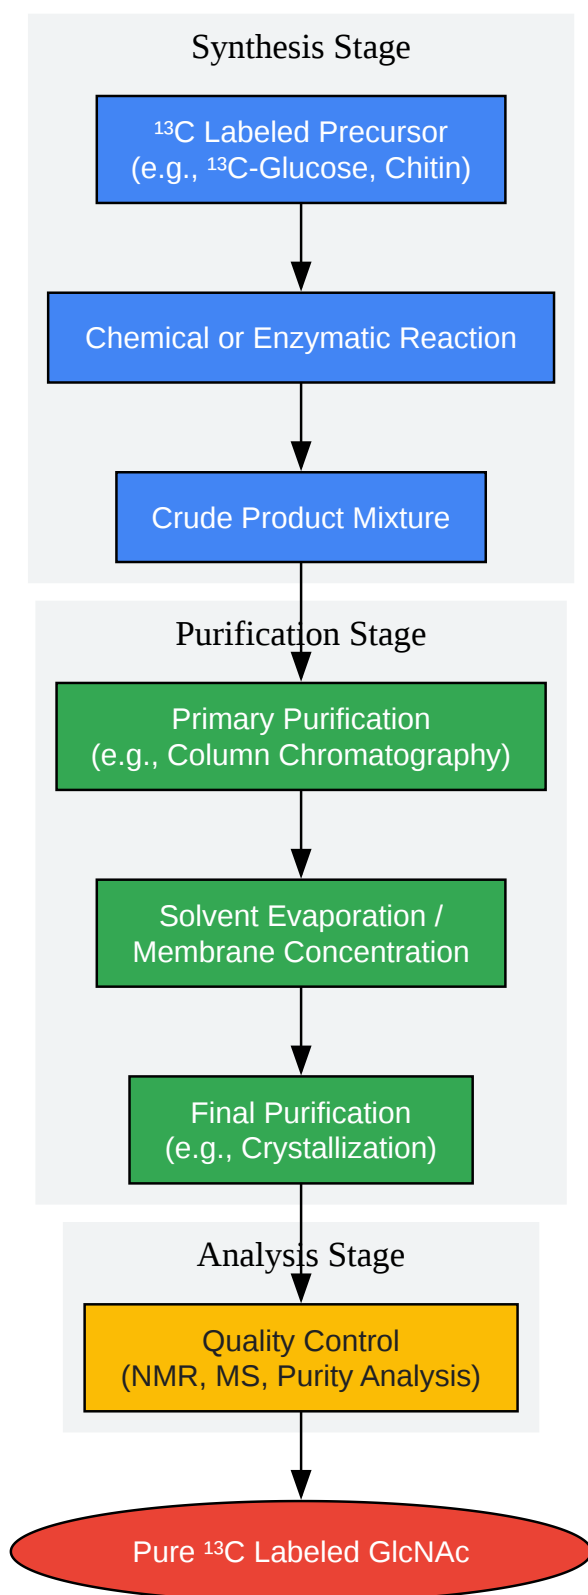 Synthesis Stage
¹³C Labeled Precursor
(e.g., ¹³C-Glucose, Chitin)
Chemical or Enzymatic Reaction
Crude Product Mixture
Purification Stage
Primary Purification
(e.g., Column Chromatography)
Solvent Evaporation /
Membrane Concentration
Final Purification
(e.g., Crystallization)
Analysis Stage
Quality Control
(NMR, MS, Purity Analysis)
Pure ¹³C Labeled GlcNAc